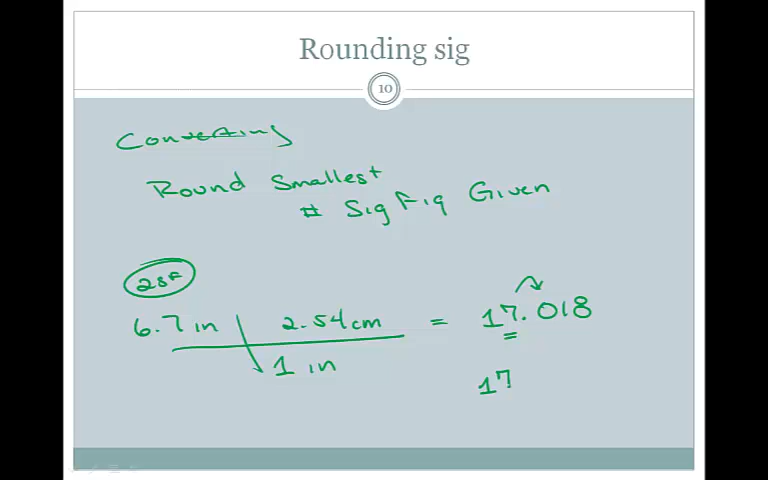 Rounding sig
10
Converting
Round Smallest
# Sig Fig Given
2SF
6.7 in | 2.54 cm = 17.018
1 in
17